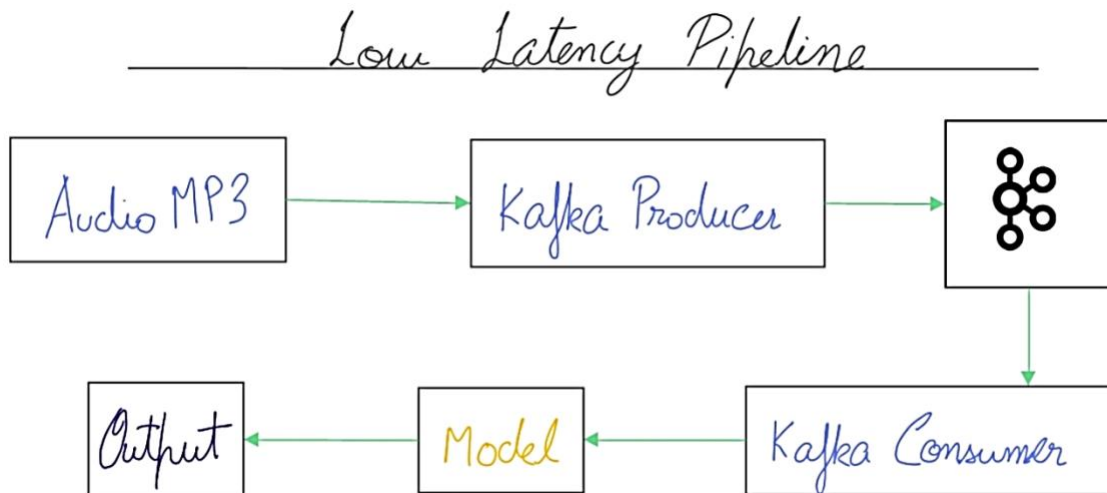 Low Latency Pipeline
Audio MP3
Kafka Producer
Kafka Consumer
Model
Output